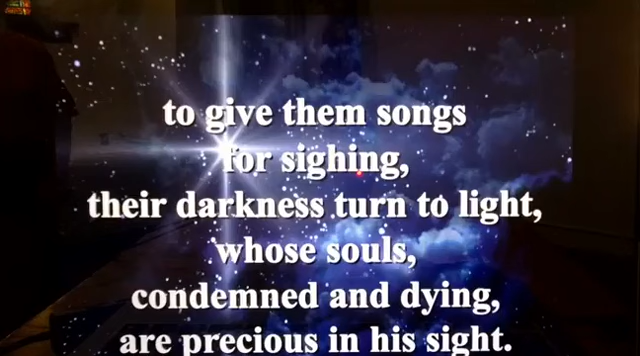 to give them songs
for sighing,
their darkness turn to light,
whose souls,
condemned and dying,
are precious in his sight.